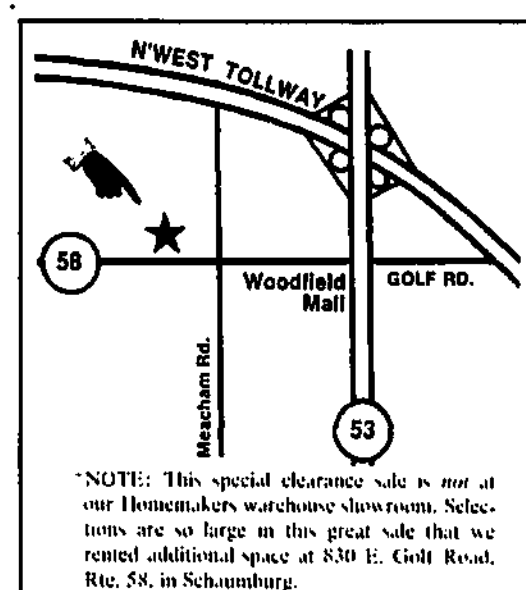 N'WEST TOLLWAY
58
Woodfield
Mall
GOLF RD.
Meacham Rd.
53
*NOTE: This special clearance sale is not at
our Homemakers warehouse showroom. Selec-
tions are so large in this great sale that we
rented additional space at 830 E. Golf Road,
Rte. 58, in Schaumburg.